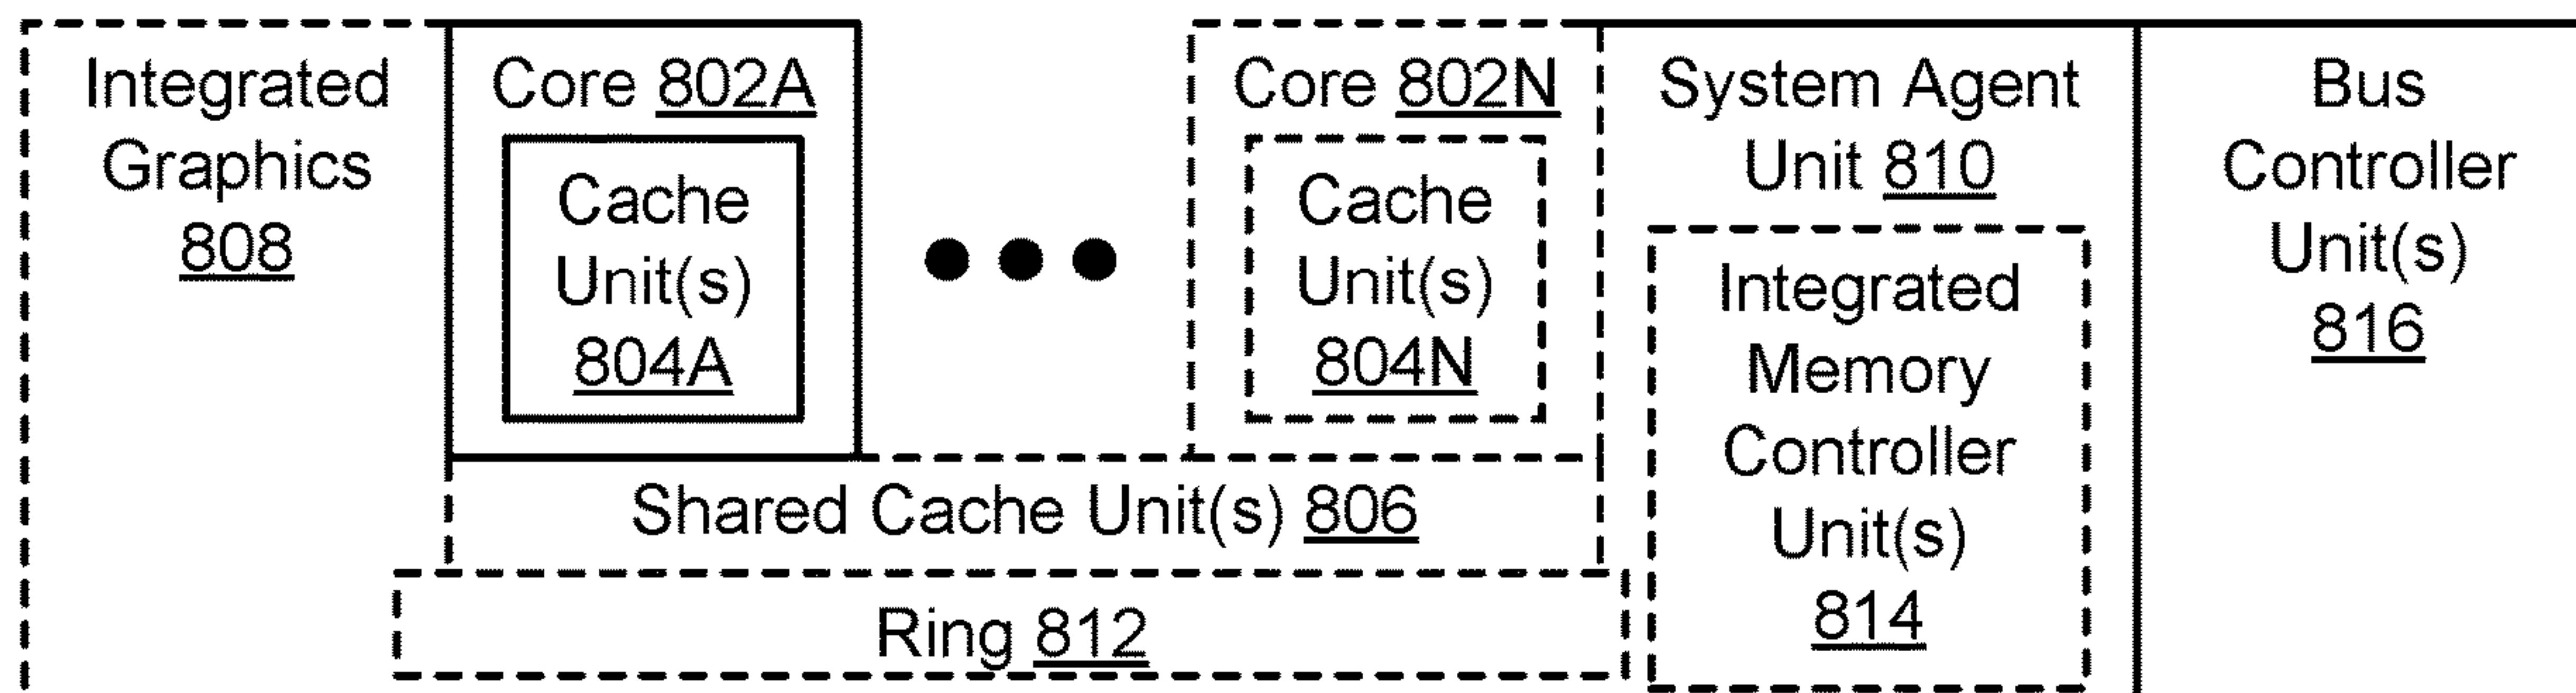 Integrated
Graphics
808
Core 802A
Cache
Unit(s)
804A
Core 802N
Cache
Unit(s)
804N
Shared Cache Unit(s) 806
Ring 812
System Agent
Unit 810
Integrated
Memory
Controller
Unit(s)
814
Bus
Controller
Unit(s)
816